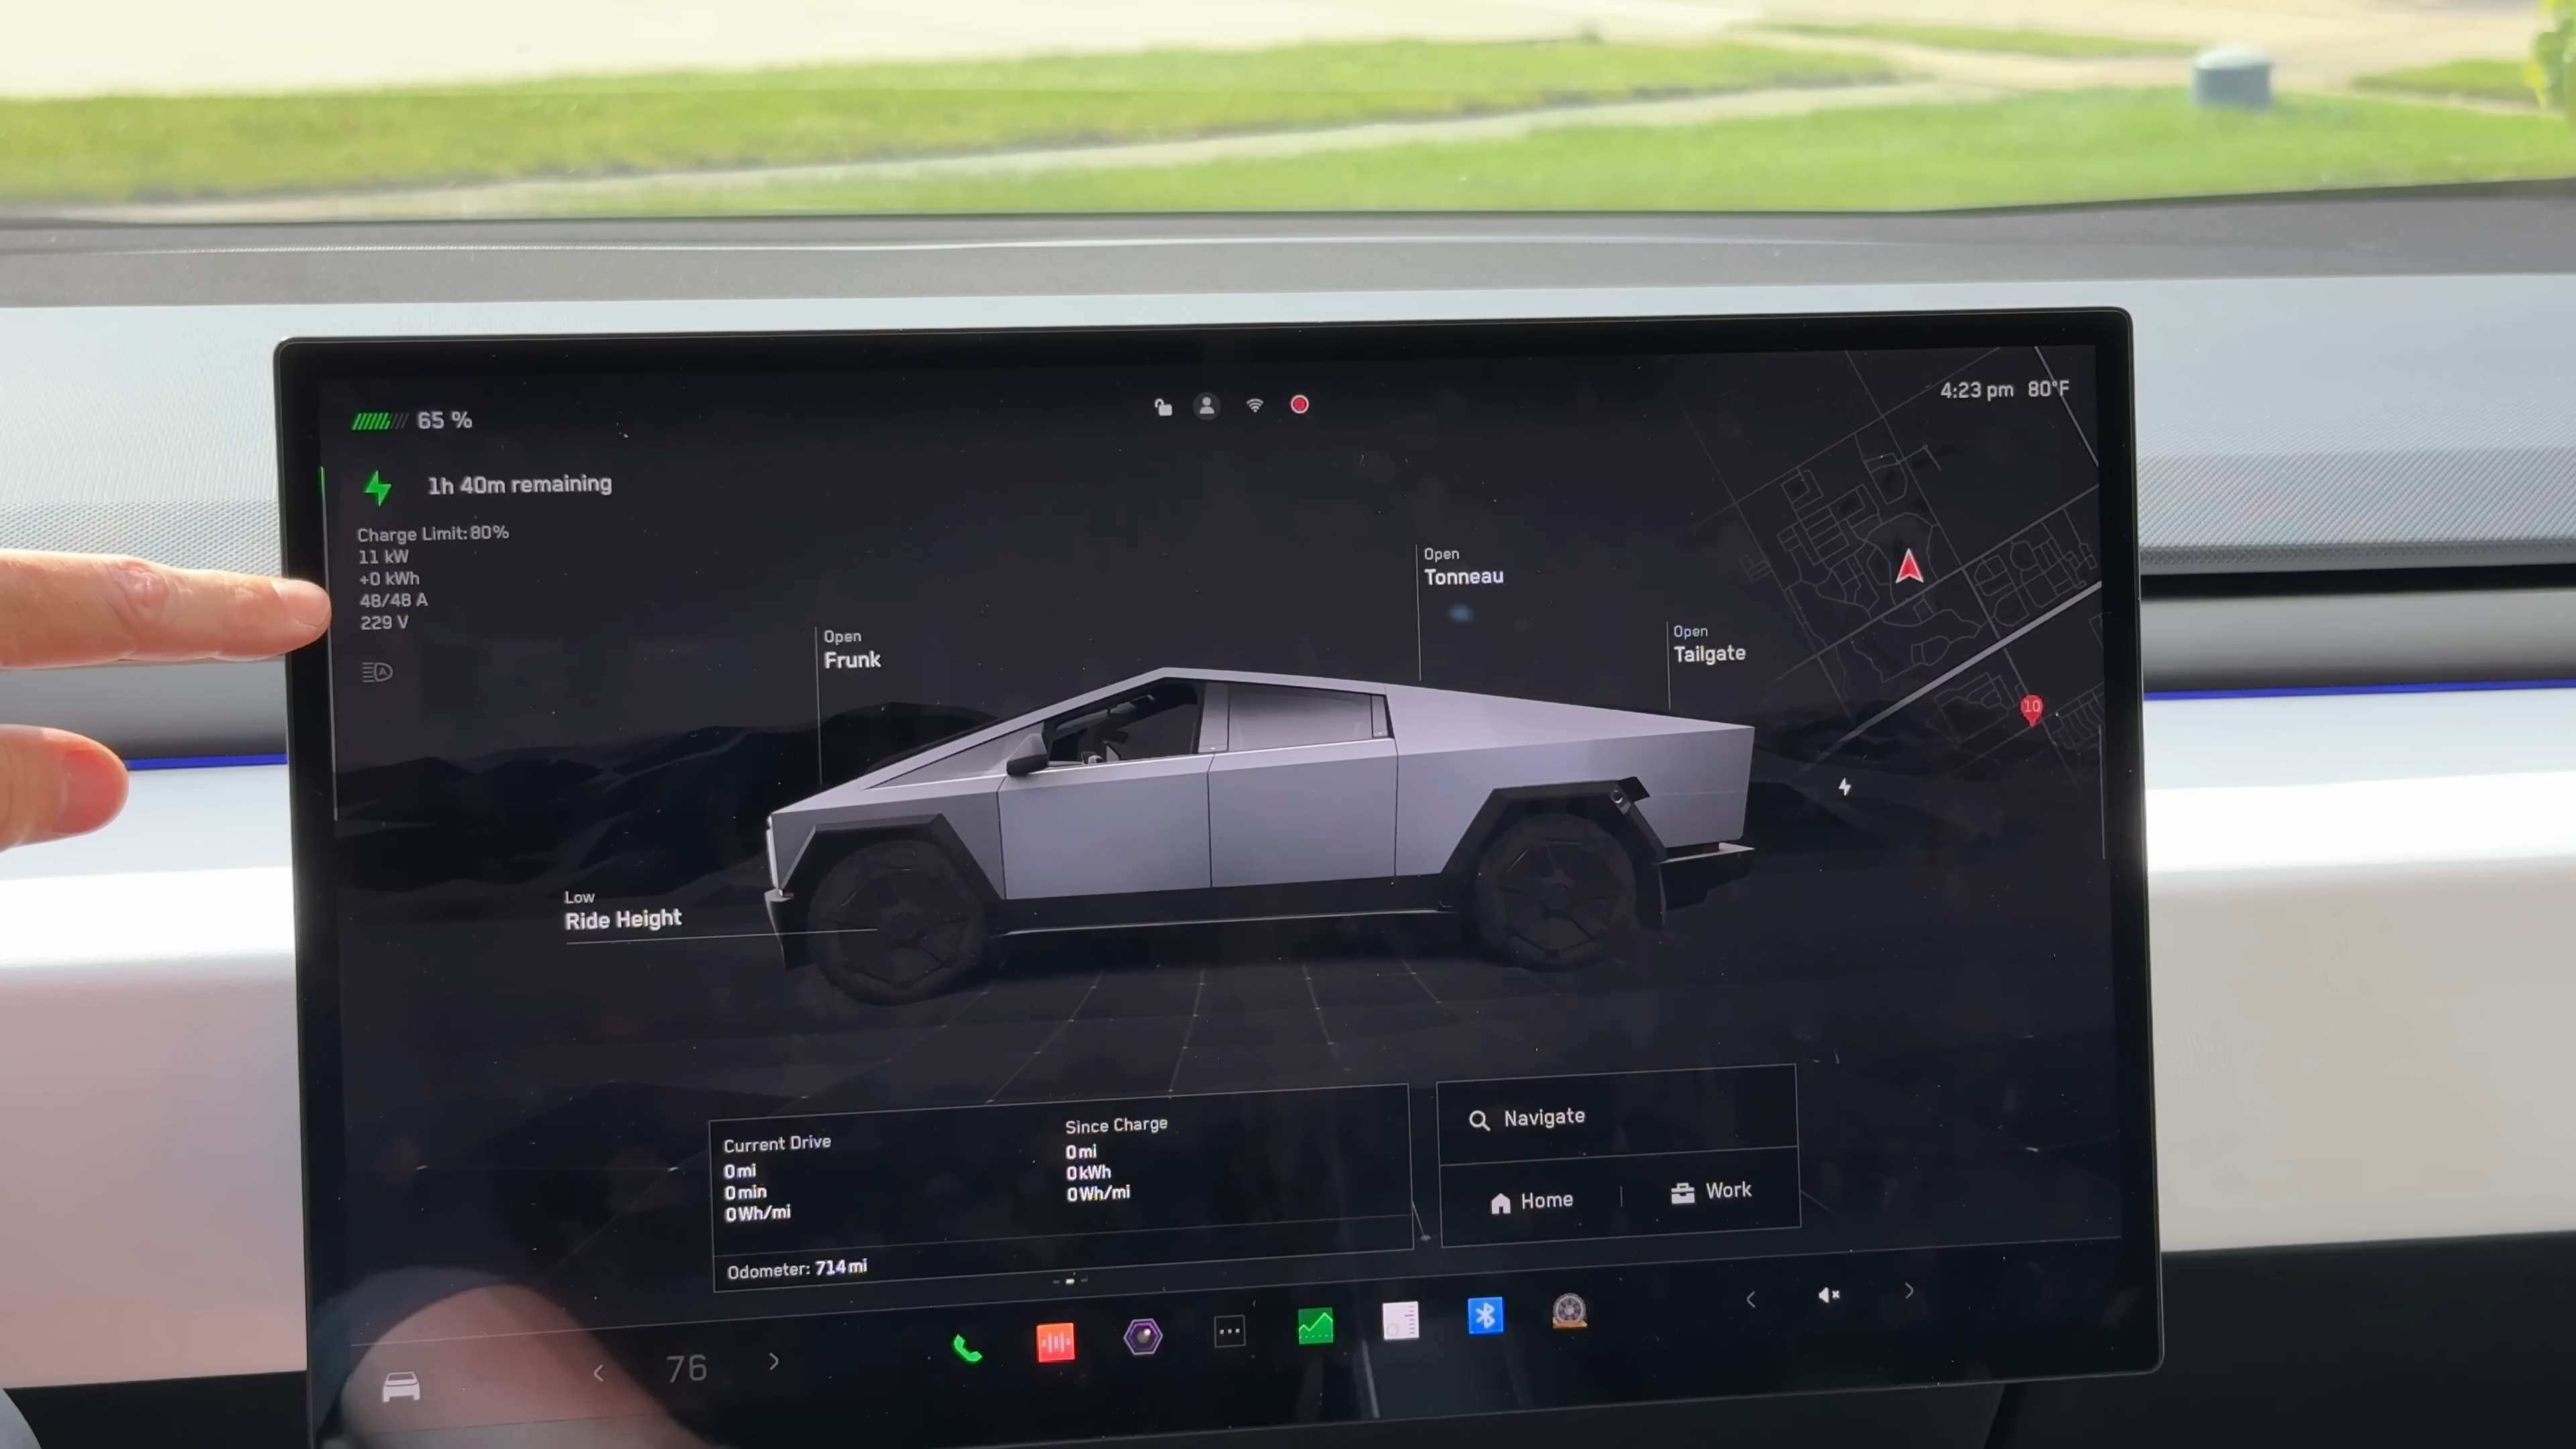 65 %
4:23 pm 80°F
1h 40m remaining
Charge Limit: 80%
11 kW
+0 kWh
48/48 A
229 V
Open
Tonneau
Open
Frunk
Open
Tailgate
10
Low
Ride Height
Current Drive
0 mi
0 min
0 Wh/mi
Since Charge
0 mi
0 kWh
0 Wh/mi
Odometer: 714 mi
Navigate
Home
Work
76